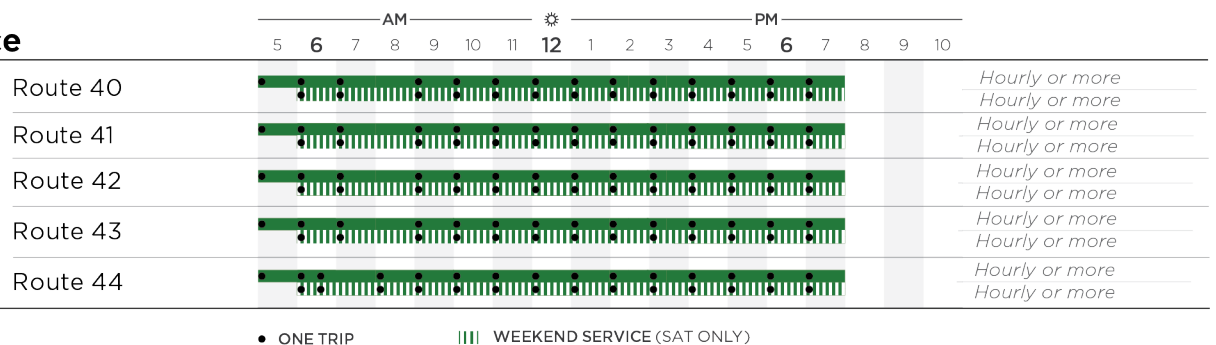 AM PM
ce 5 6 7 8 9 10 11 12 1 2 3 4 5 6 7 8 9 10
Route 40 Hourly or more
Hourly or more
Route 41 Hourly or more
Hourly or more
Route 42 Hourly or more
Hourly or more
Route 43 Hourly or more
Hourly or more
Route 44 Hourly or more
Hourly or more
ONE TRIP WEEKEND SERVICE (SAT ONLY)